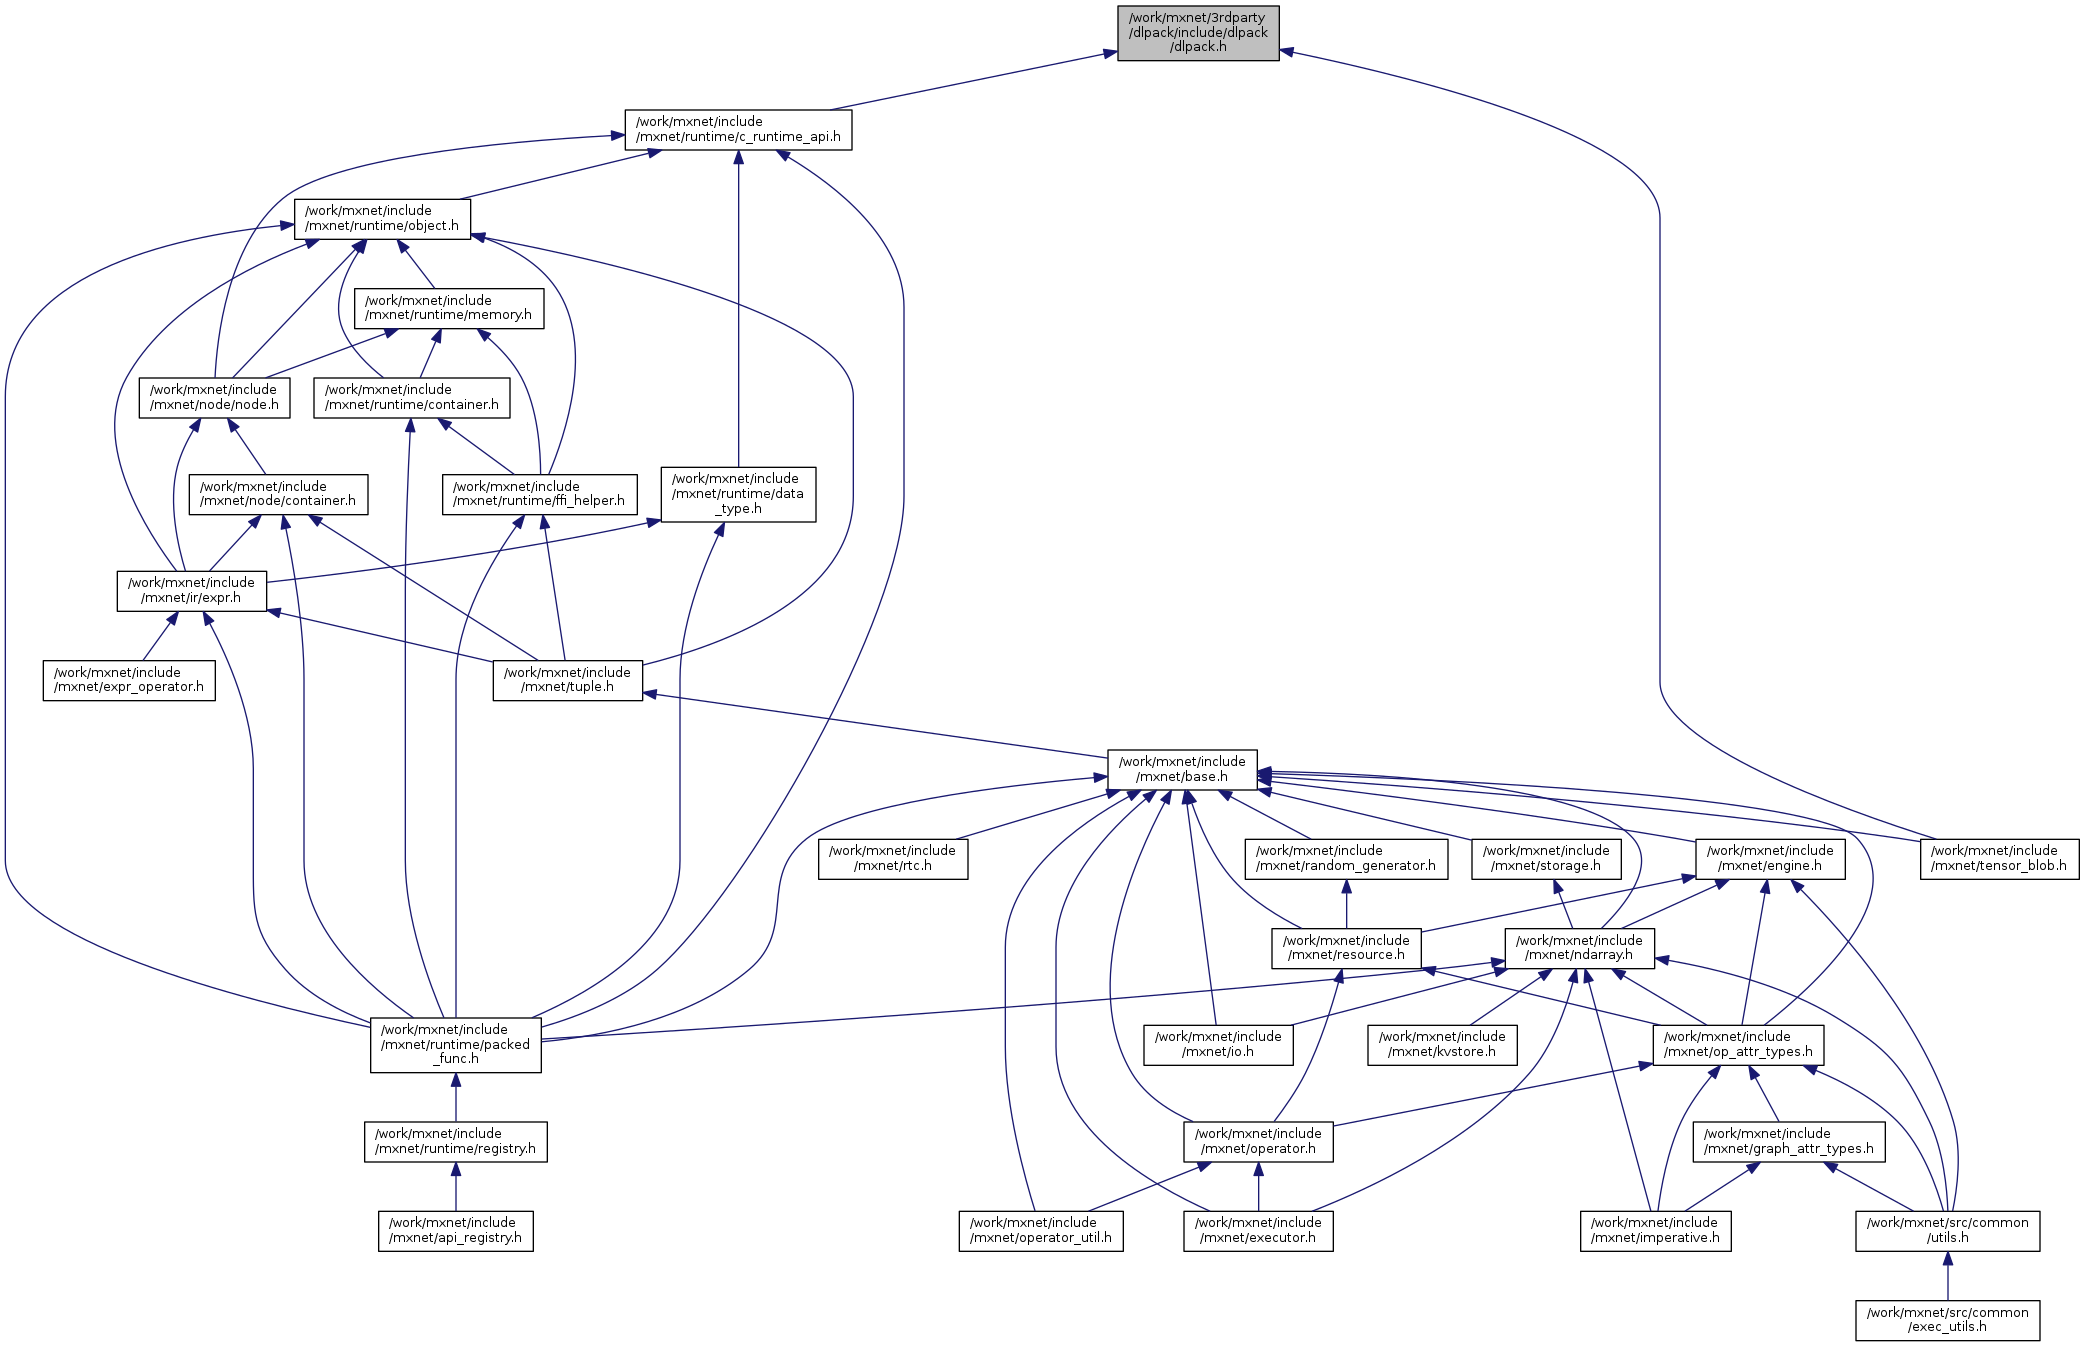 /work/mxnet/3rdparty
/dlpack/include/dlpack
/dlpack.h
/work/mxnet/include
/mxnet/runtime/c_runtime_api.h
/work/mxnet/include
/mxnet/runtime/object.h
/work/mxnet/include
/mxnet/runtime/memory.h
/work/mxnet/include
/mxnet/node/node.h
/work/mxnet/include
/mxnet/runtime/container.h
/work/mxnet/include
/mxnet/node/container.h
/work/mxnet/include
/mxnet/runtime/ffi_helper.h
/work/mxnet/include
/mxnet/runtime/data
_type.h
/work/mxnet/include
/mxnet/ir/expr.h
/work/mxnet/include
/mxnet/expr_operator.h
/work/mxnet/include
/mxnet/tuple.h
/work/mxnet/include
/mxnet/base.h
/work/mxnet/include
/mxnet/rtc.h
/work/mxnet/include
/mxnet/random_generator.h
/work/mxnet/include
/mxnet/storage.h
/work/mxnet/include
/mxnet/engine.h
/work/mxnet/include
/mxnet/tensor_blob.h
/work/mxnet/include
/mxnet/resource.h
/work/mxnet/include
/mxnet/ndarray.h
/work/mxnet/include
/mxnet/runtime/packed
_func.h
/work/mxnet/include
/mxnet/io.h
/work/mxnet/include
/mxnet/kvstore.h
/work/mxnet/include
/mxnet/op_attr_types.h
/work/mxnet/include
/mxnet/runtime/registry.h
/work/mxnet/include
/mxnet/operator.h
/work/mxnet/include
/mxnet/graph_attr_types.h
/work/mxnet/include
/mxnet/api_registry.h
/work/mxnet/include
/mxnet/operator_util.h
/work/mxnet/include
/mxnet/executor.h
/work/mxnet/include
/mxnet/imperative.h
/work/mxnet/src/common
/utils.h
/work/mxnet/src/common
/exec_utils.h